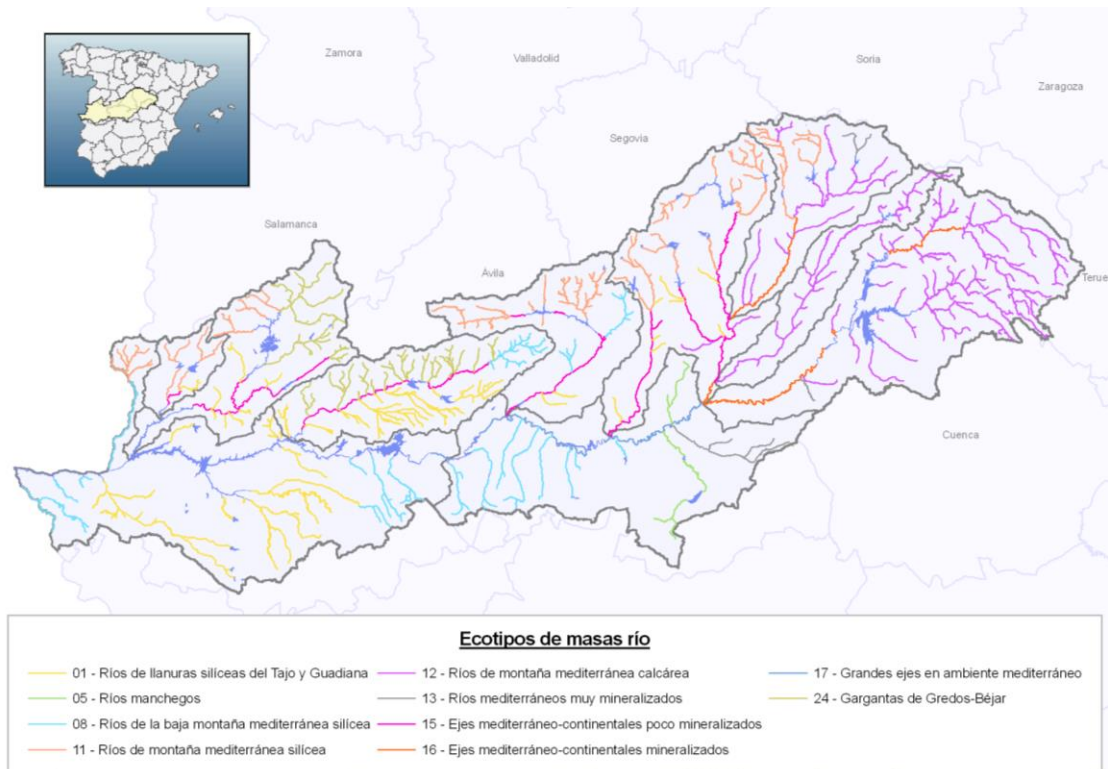 Zamora
Valladolid
Soria
Zaragoza
Segovia
Salamanca
Ávila
Terue
Cuenca
Ecotipos de masas río
01 - Ríos de llanuras silíceas del Tajo y Guadiana
05 - Ríos manchegos
08 - Ríos de la baja montaña mediterránea silícea
11 - Ríos de montaña mediterránea silícea
12 - Ríos de montaña mediterránea calcárea
13 - Ríos mediterráneos muy mineralizados
15 - Ejes mediterráneo-continentales poco mineralizados
16 - Ejes mediterráneo-continentales mineralizados
17 - Grandes ejes en ambiente mediterráneo
24 - Gargantas de Gredos-Béjar